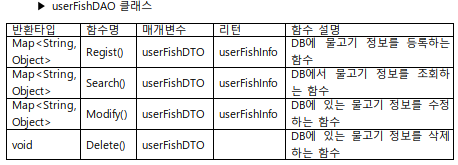 ▶ userFishDAO 클래스
반환타입 함수명 매개변수 리턴 함수 설명
Map<String, Object> Regist() userFishDTO userFishInfo DB에 물고기 정보를 등록하는 함수
Map<String, Object> Search() userFishDTO userFishInfo DB에서 물고기 정보를 조회하는 함수
Map<String, Object> Modify() userFishDTO userFishInfo DB에 있는 물고기 정보를 수정하는 함수
void Delete() userFishDTO DB에 있는 물고기 정보를 삭제하는 함수